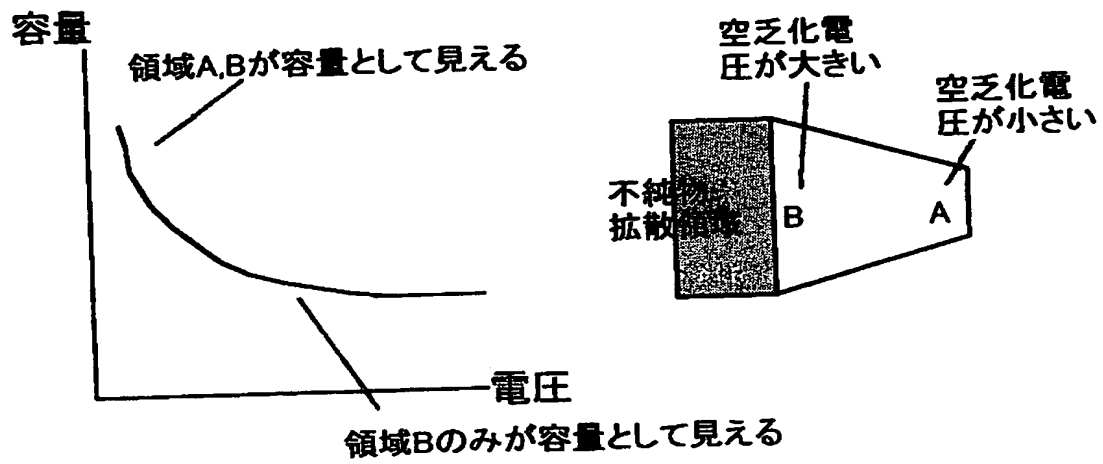 容量
領域A,Bが容量として見える
電圧
領域Bのみが容量として見える
空乏化電
圧が大きい
空乏化電
圧が小さい
不純物
拡散領域
B
A